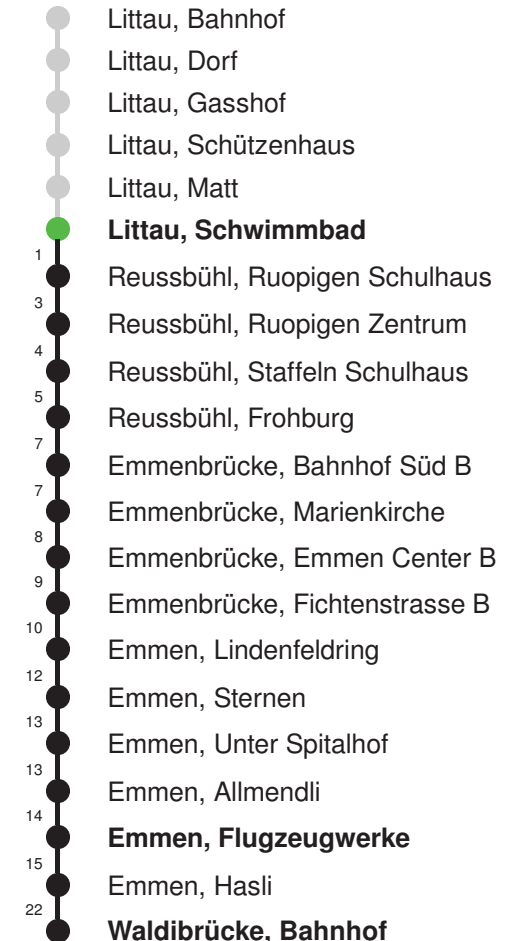 Littau, Bahnhof
Littau, Dorf
Littau, Gasshof
Littau, Schützenhaus
Littau, Matt
Littau, Schwimmbad
1
Reussbühl, Ruopigen Schulhaus
3
Reussbühl, Ruopigen Zentrum
4
Reussbühl, Staffeln Schulhaus
5
Reussbühl, Frohburg
7
Emmenbrücke, Bahnhof Süd B
7
Emmenbrücke, Marienkirche
8
Emmenbrücke, Emmen Center B
9
Emmenbrücke, Fichtenstrasse B
10
Emmen, Lindenfeldring
12
Emmen, Sternen
13
Emmen, Unter Spitalhof
13
Emmen, Allmendli
14
Emmen, Flugzeugwerke
15
Emmen, Hasli
22
Waldibrücke, Bahnhof